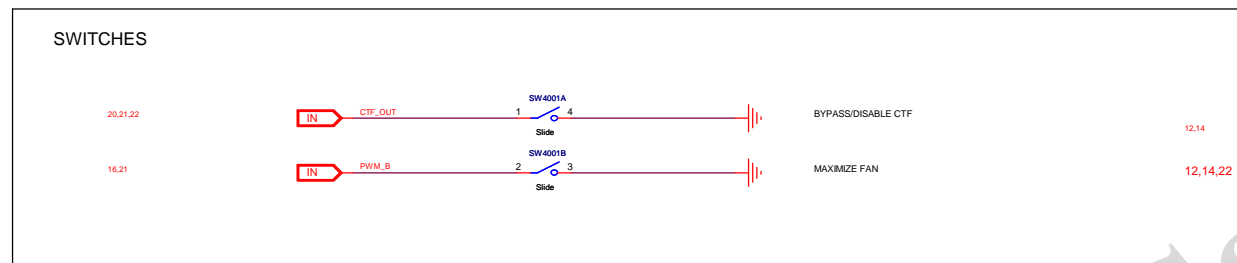 SWITCHES
SW4001A
20,21,22 IN CTF_OUT 1 4 BYPASS/DISABLE CTF
Slide
12,14
SW4001B
16,21 IN PWM_B 2 3 MAXIMIZE FAN 12,14,22
Slide